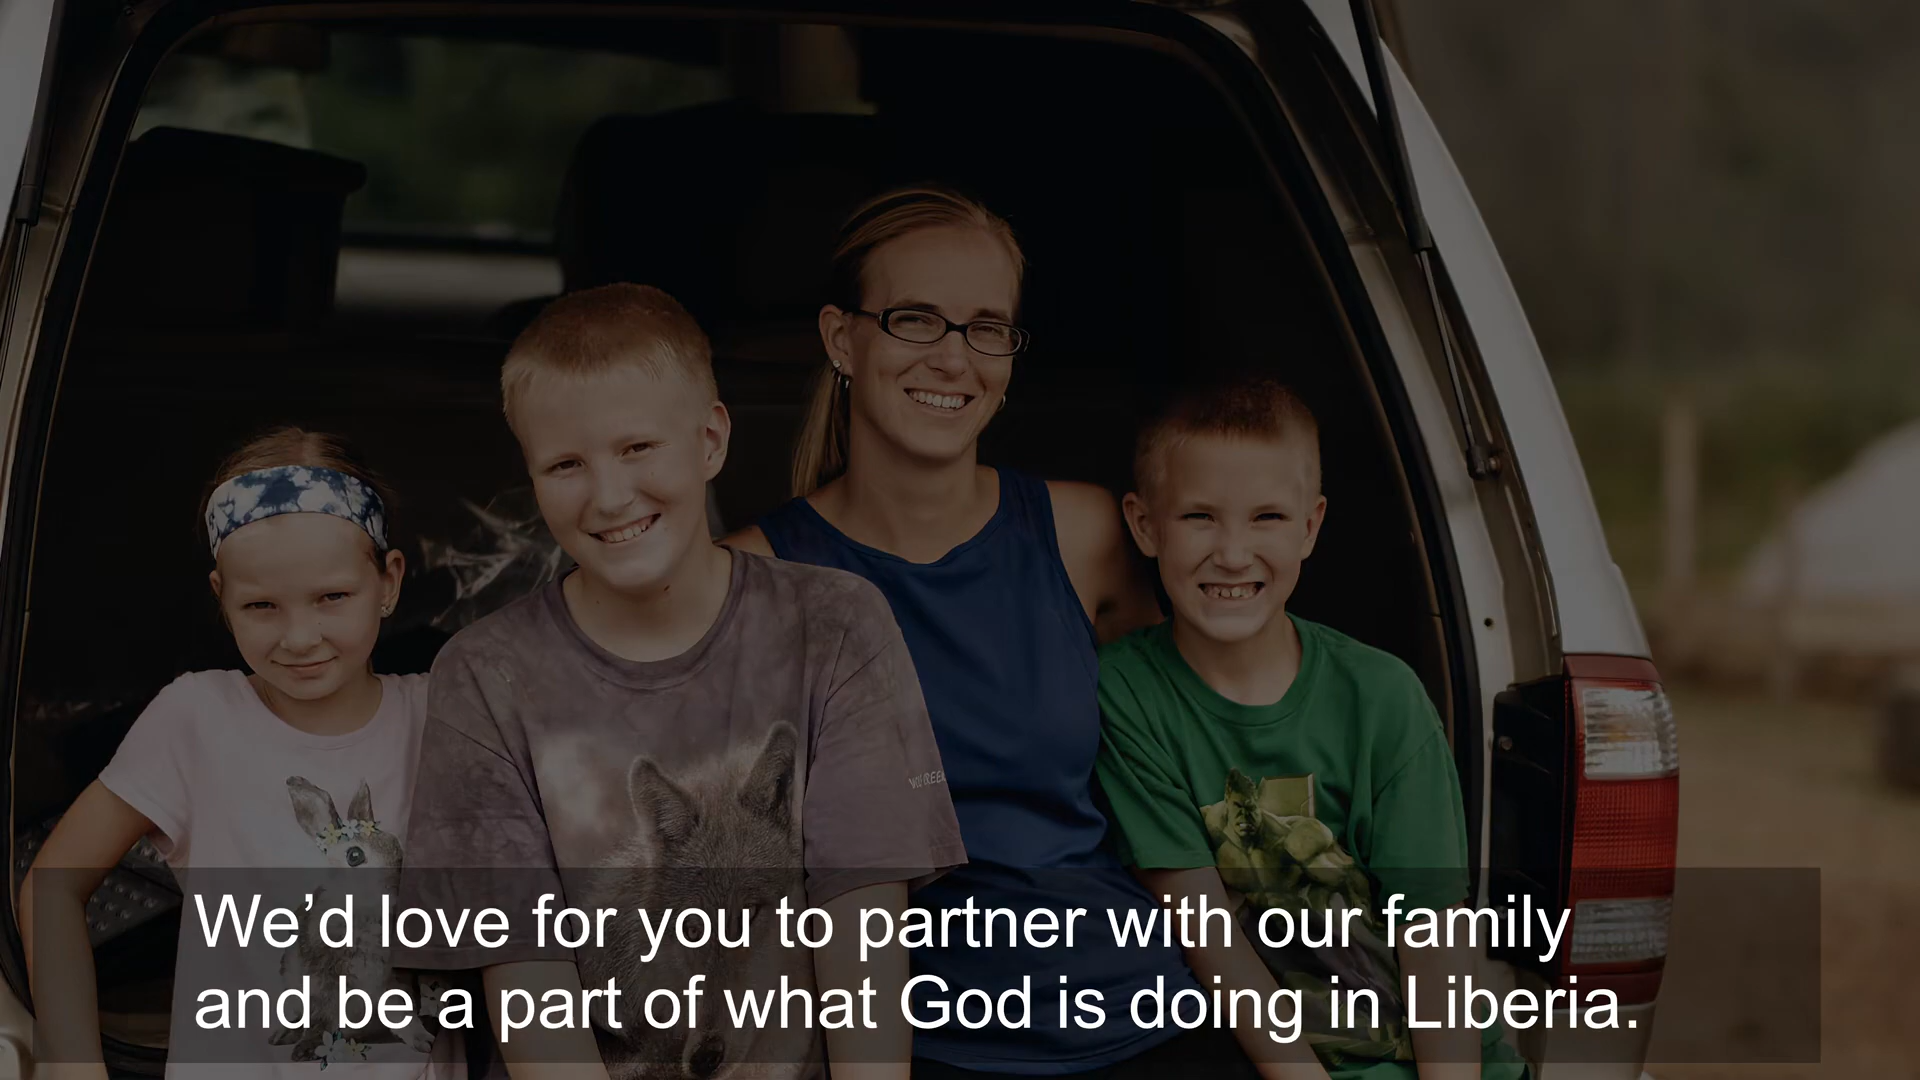 We’d love for you to partner with our family
and be a part of what God is doing in Liberia.